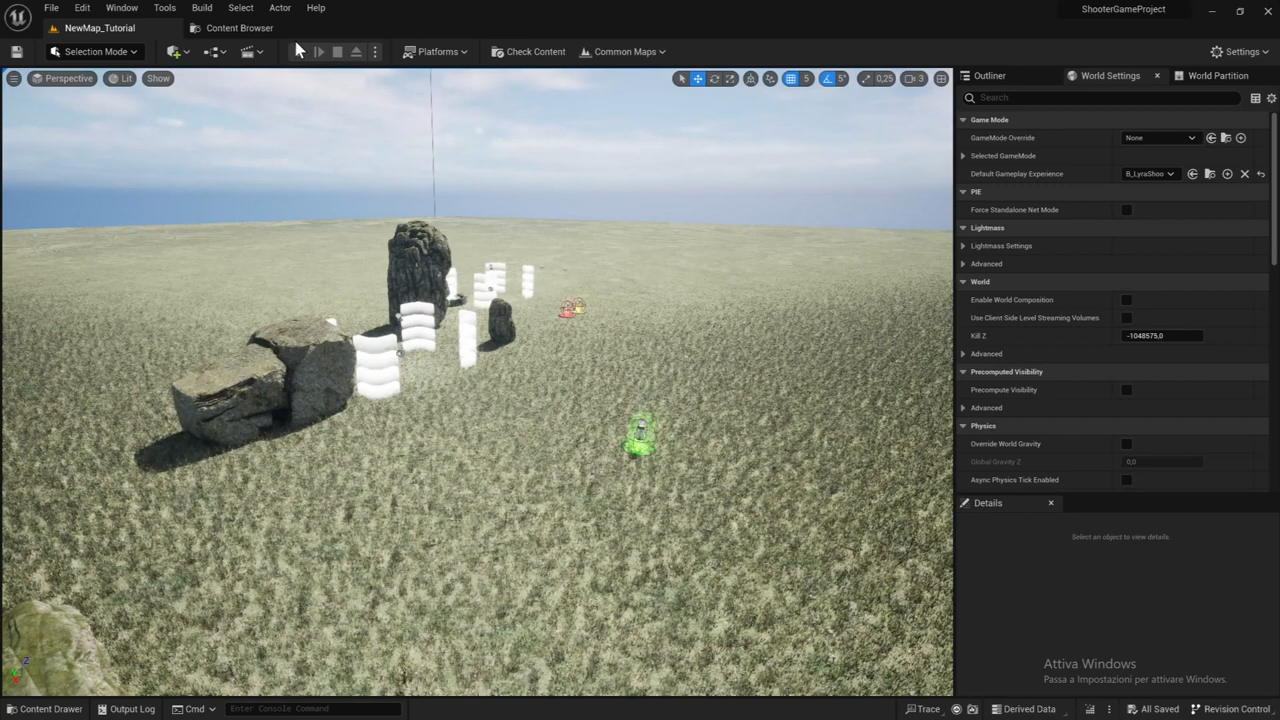 File Edit Window Tools Build Select Actor Help
ShooterGameProject
NewMap_Tutorial
Content Browser
Selection Mode
Platforms
Check Content
Common Maps
Settings
Perspective
Lit
Show
5
5°
0,25
3
Outliner
World Settings
World Partition
Search
Game Mode
GameMode Override
None
Selected GameMode
Default Gameplay Experience
B_LyraShoo
PIE
Force Standalone Net Mode
Lightmass
Lightmass Settings
Advanced
World
Enable World Composition
Use Client Side Level Streaming Volumes
Kill Z
-1048575,0
Advanced
Precomputed Visibility
Precompute Visibility
Advanced
Physics
Override World Gravity
Global Gravity Z
0,0
Async Physics Tick Enabled
Details
Select an object to view details.
Attiva Windows
Passa a Impostazioni per attivare Windows.
Z
Content Drawer
Output Log
Cmd
Enter Console Command
Trace
Derived Data
All Saved
Revision Control